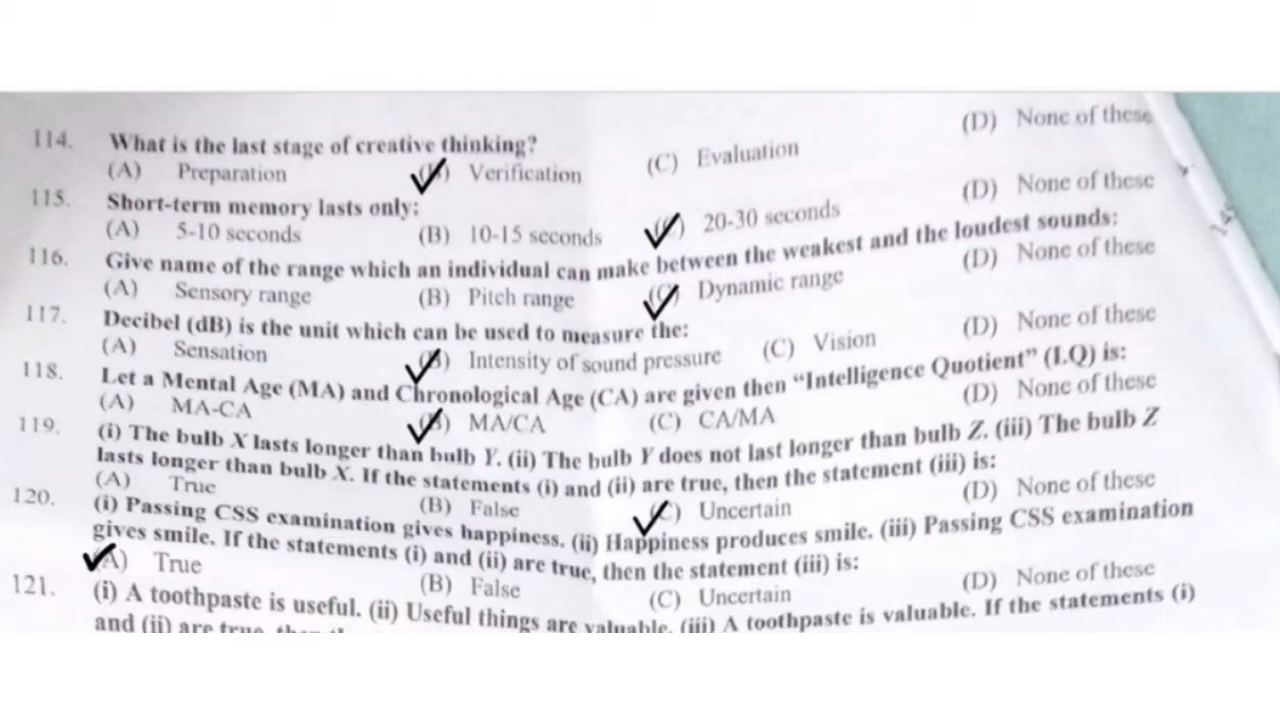 114. What is the last stage of creative thinking?
(A) Preparation (B) Verification (C) Evaluation (D) None of these
115. Short-term memory lasts only:
(A) 5-10 seconds (B) 10-15 seconds (C) 20-30 seconds (D) None of these
116. Give name of the range which an individual can make between the weakest and the loudest sounds:
(A) Sensory range (B) Pitch range (C) Dynamic range (D) None of these
117. Decibel (dB) is the unit which can be used to measure the:
(A) Sensation (B) Intensity of sound pressure (C) Vision (D) None of these
118. Let a Mental Age (MA) and Chronological Age (CA) are given then “Intelligence Quotient” (I.Q) is:
(A) MA-CA (B) MA/CA (C) CA/MA (D) None of these
119. (i) The bulb X lasts longer than bulb Y. (ii) The bulb Y does not last longer than bulb Z. (iii) The bulb Z
lasts longer than bulb X. If the statements (i) and (ii) are true, then the statement (iii) is:
(A) True (B) False (C) Uncertain (D) None of these
120. (i) Passing CSS examination gives happiness. (ii) Happiness produces smile. (iii) Passing CSS examination
gives smile. If the statements (i) and (ii) are true, then the statement (iii) is:
(A) True (B) False (C) Uncertain (D) None of these
121. (i) A toothpaste is useful. (ii) Useful things are valuable. (iii) A toothpaste is valuable. If the statements (i)
and (ii) are true,